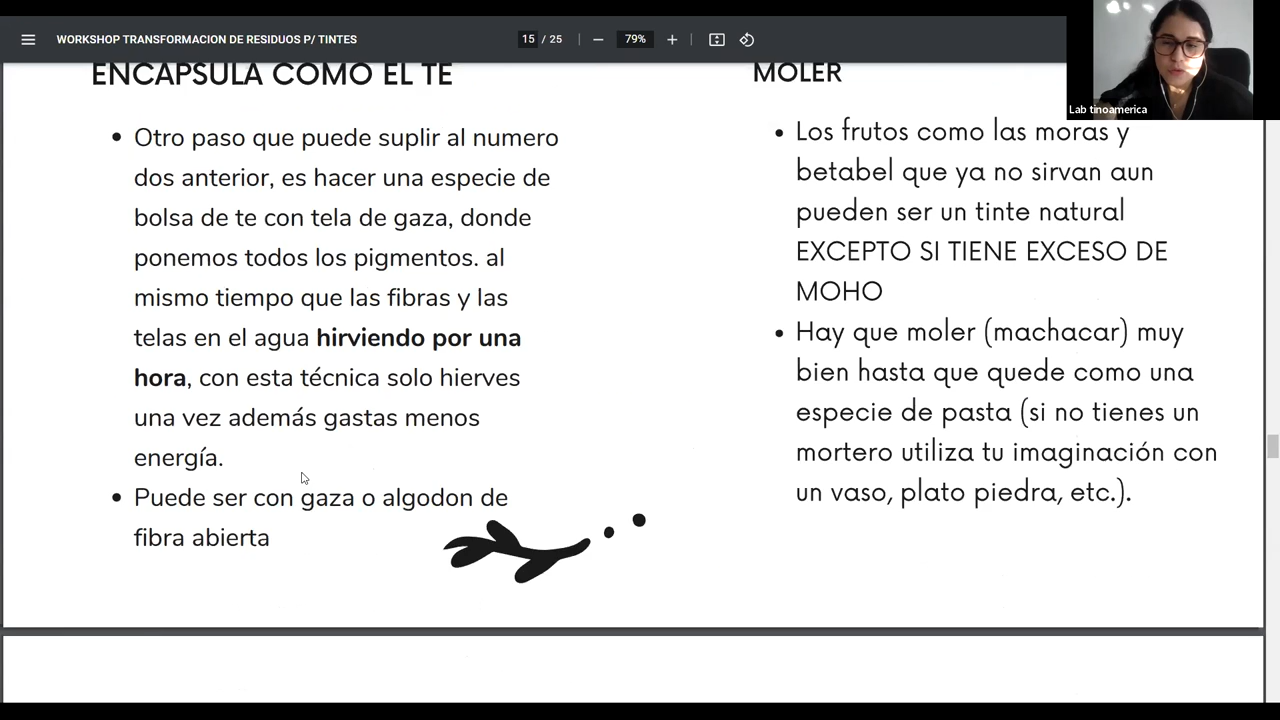 WORKSHOP TRANSFORMACION DE RESIDUOS P/ TINTES
15 / 25
79%
Lab tinoamerica
ENCAPSULA COMO EL TE
Otro paso que puede suplir al numero
dos anterior, es hacer una especie de
bolsa de te con tela de gaza, donde
ponemos todos los pigmentos. al
mismo tiempo que las fibras y las
telas en el agua hirviendo por una
hora, con esta técnica solo hierves
una vez además gastas menos
energía.
Puede ser con gaza o algodon de
fibra abierta
MOLER
Los frutos como las moras y
betabel que ya no sirvan aun
pueden ser un tinte natural
EXCEPTO SI TIENE EXCESO DE
MOHO
Hay que moler (machacar) muy
bien hasta que quede como una
especie de pasta (si no tienes un
mortero utiliza tu imaginación con
un vaso, plato piedra, etc.).